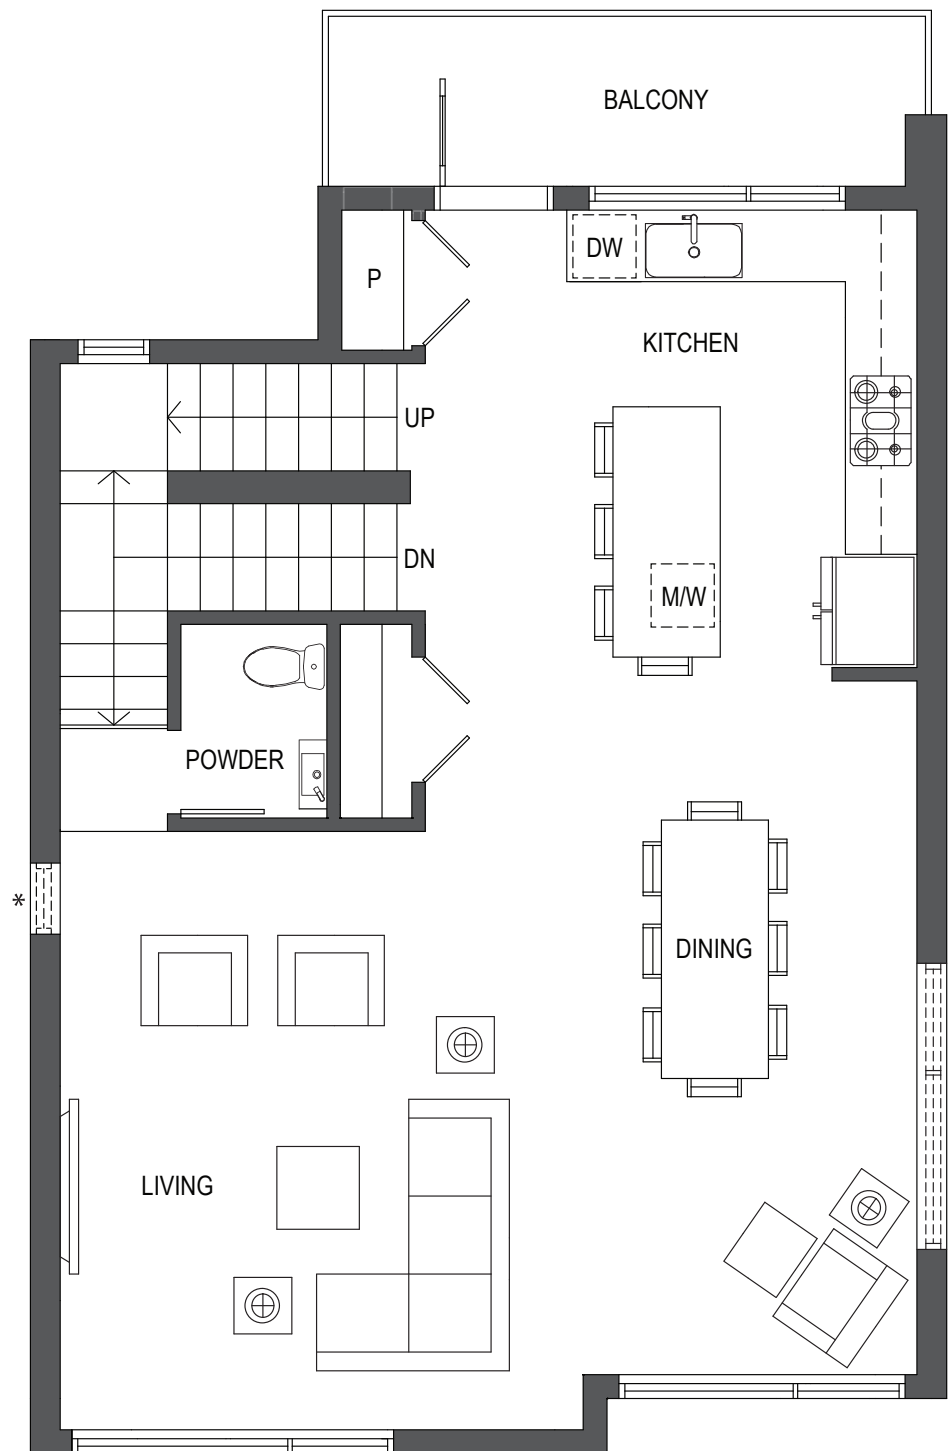 BALCONY
DW
P
KITCHEN
UP
DN
M/W
POWDER
*
DINING
LIVING